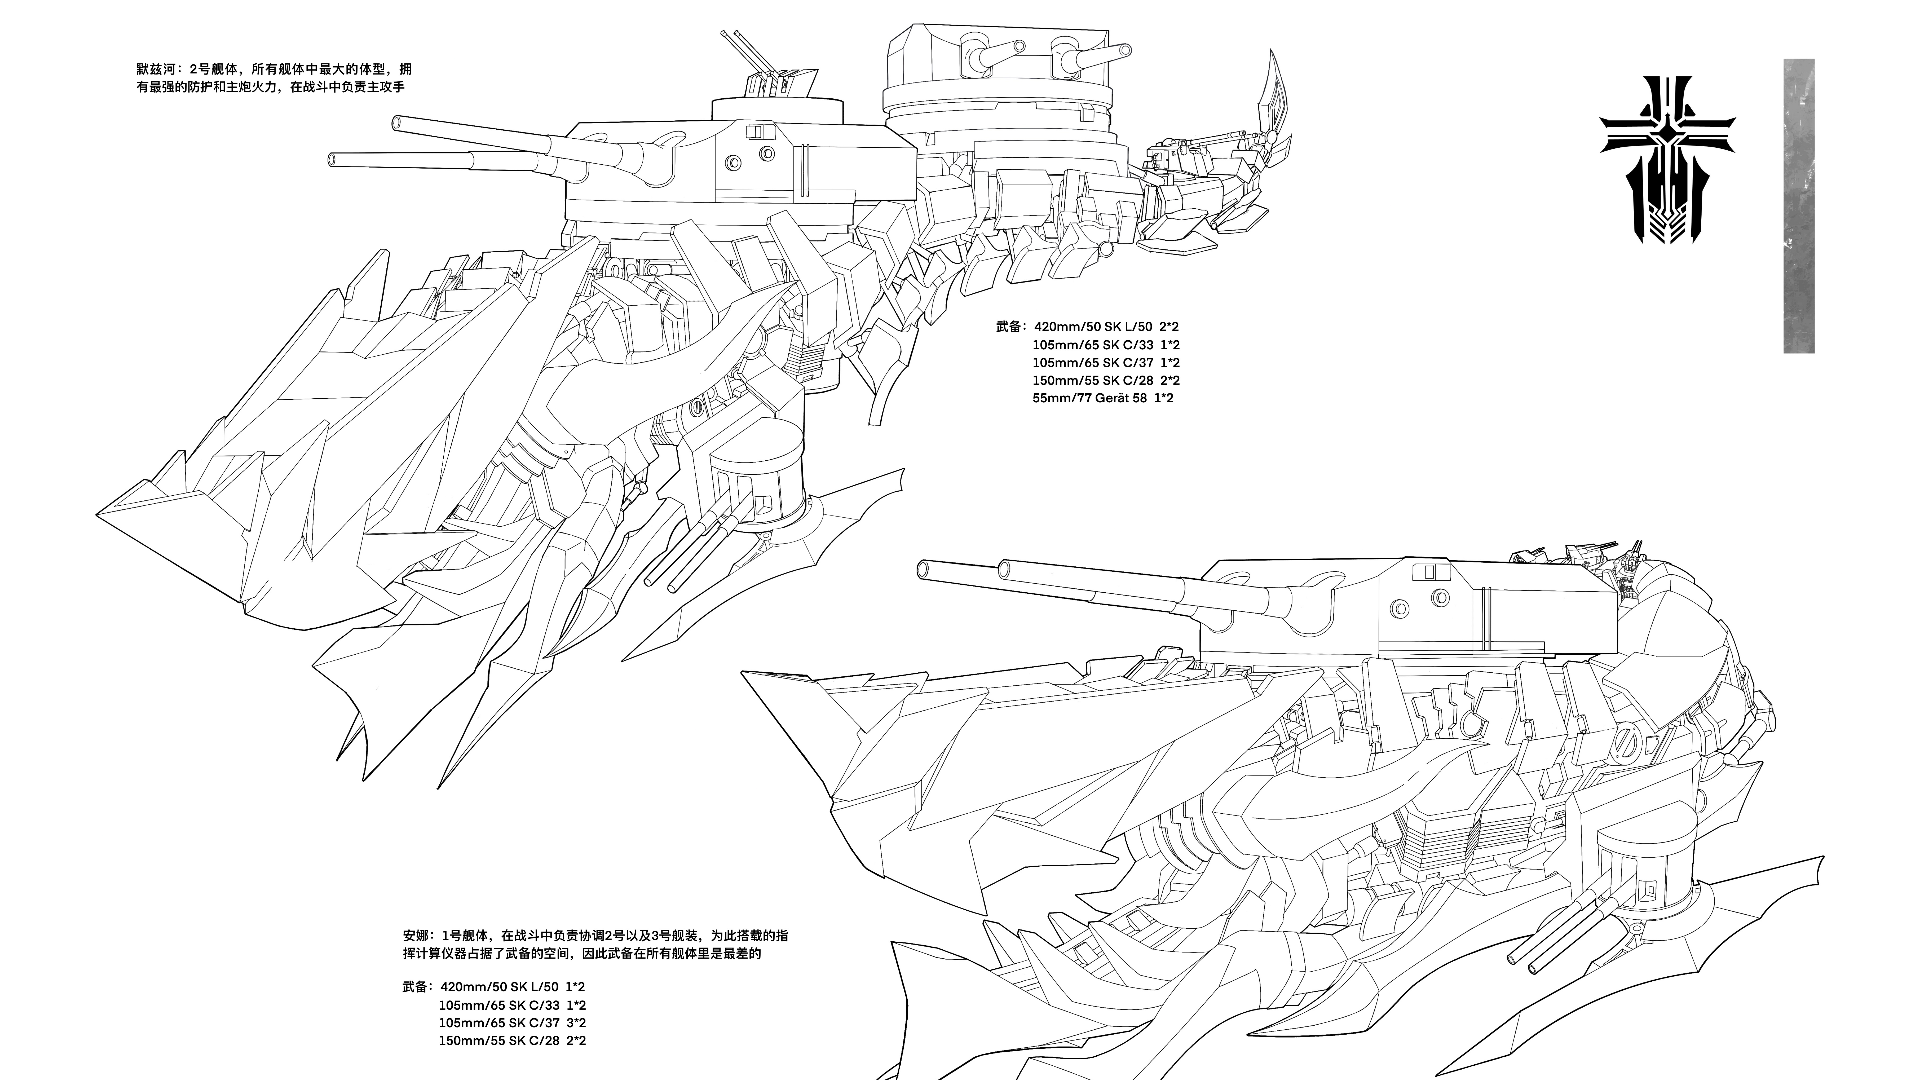 默兹河：2号舰体，所有舰体中最大的体型，拥
有最强的防护和主炮火力，在战斗中负责主攻手
武备：420mm/50 SK L/50 2*2
105mm/65 SK C/33 1*2
105mm/65 SK C/37 1*2
150mm/55 SK C/28 2*2
55mm/77 Gerät 58 1*2
安娜：1号舰体，在战斗中负责协调2号以及3号舰装，为此搭载的指
挥计算仪器占据了武备的空间，因此武备在所有舰体里是最差的
武备：420mm/50 SK L/50 1*2
105mm/65 SK C/33 1*2
105mm/65 SK C/37 3*2
150mm/55 SK C/28 2*2